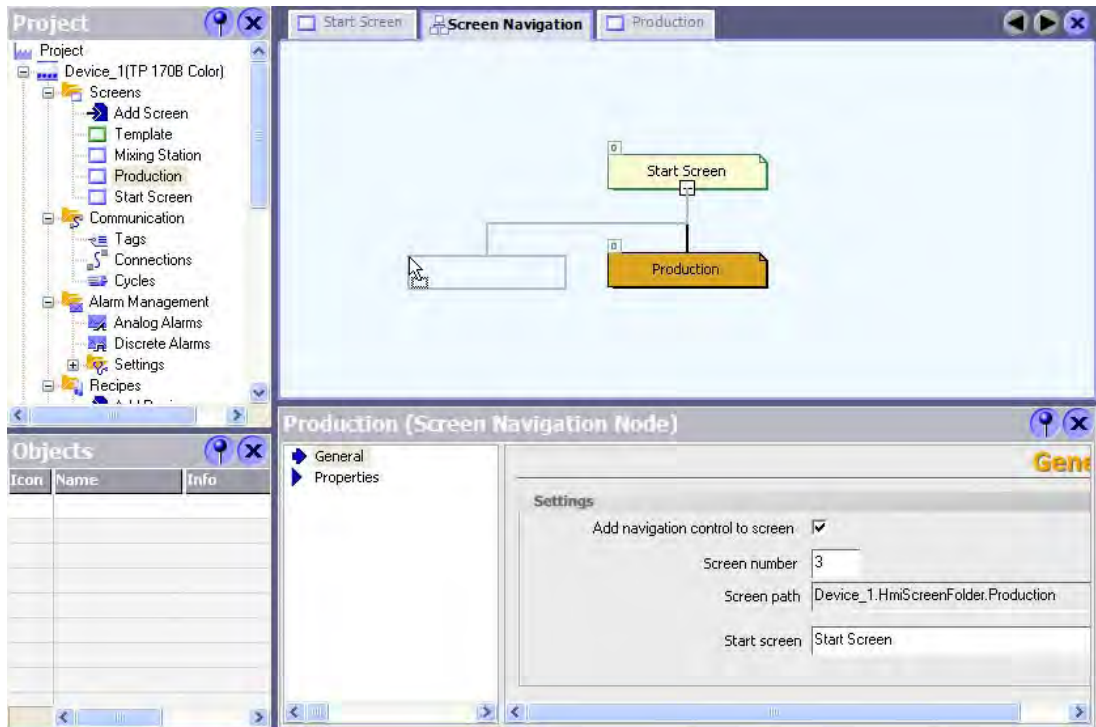 Project
Project
Device_1(TP 170B Color)
Screens
Add Screen
Template
Mixing Station
Production
Start Screen
Communication
Tags
Connections
Cycles
Alarm Management
Analog Alarms
Discrete Alarms
Settings
Recipes
Objects
Icon Name Info
Start Screen Screen Navigation Production
0
Start Screen
0
Production
Production (Screen Navigation Node)
General
Properties
Gene
Settings
Add navigation control to screen
Screen number 3
Screen path Device_1.HmiScreenFolder.Production
Start screen Start Screen